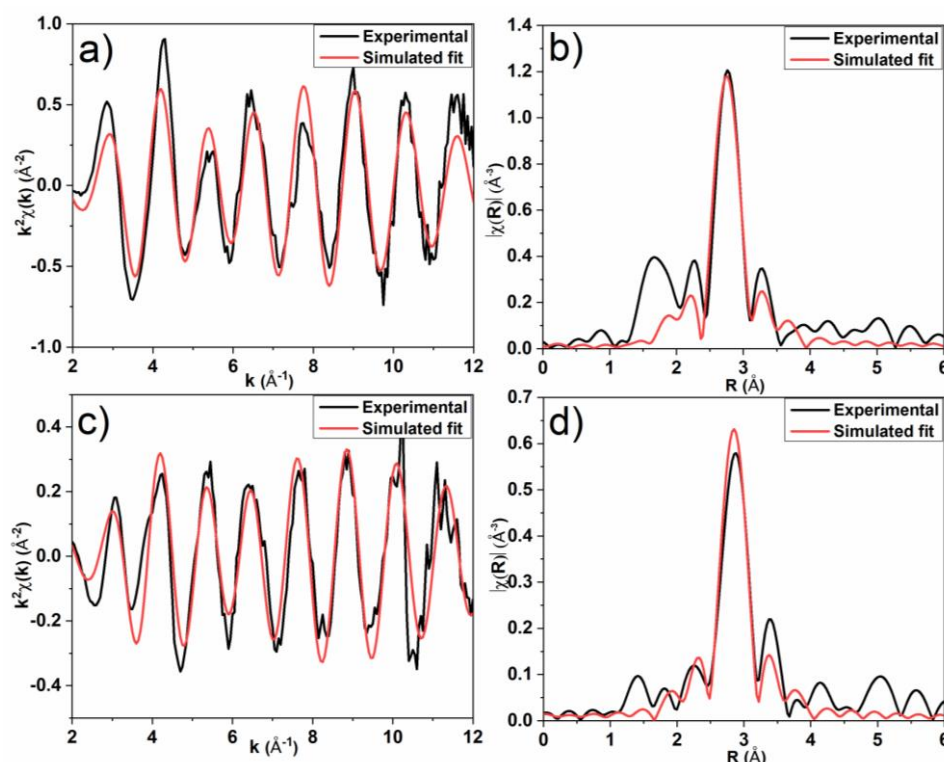 a)
Experimental
Simulated fit
1.0
0.5
0.0
-0.5
-1.0
k²χ(k) (Å⁻²)
2 4 6 8 10 12
k (Å⁻¹)
b)
Experimental
Simulated fit
1.4
1.2
1.0
0.8
0.6
0.4
0.2
0.0
|χ(R)| (Å⁻³)
0 1 2 3 4 5 6
R (Å)
c)
Experimental
Simulated fit
0.4
0.2
0.0
-0.2
-0.4
k²χ(k) (Å⁻²)
2 4 6 8 10 12
k (Å⁻¹)
d)
Experimental
Simulated fit
0.7
0.6
0.5
0.4
0.3
0.2
0.1
0.0
|χ(R)| (Å⁻³)
0 1 2 3 4 5 6
R (Å)